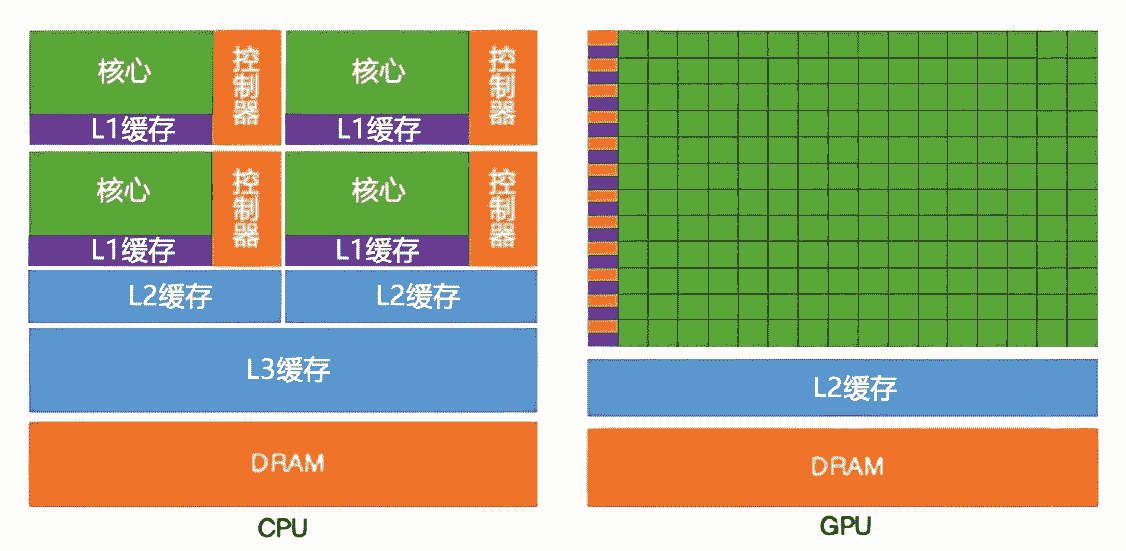 核心
控制器
核心
控制器
L1缓存
L1缓存
核心
控制器
核心
控制器
L1缓存
L1缓存
L2缓存
L2缓存
L3缓存
DRAM
CPU
L2缓存
DRAM
GPU